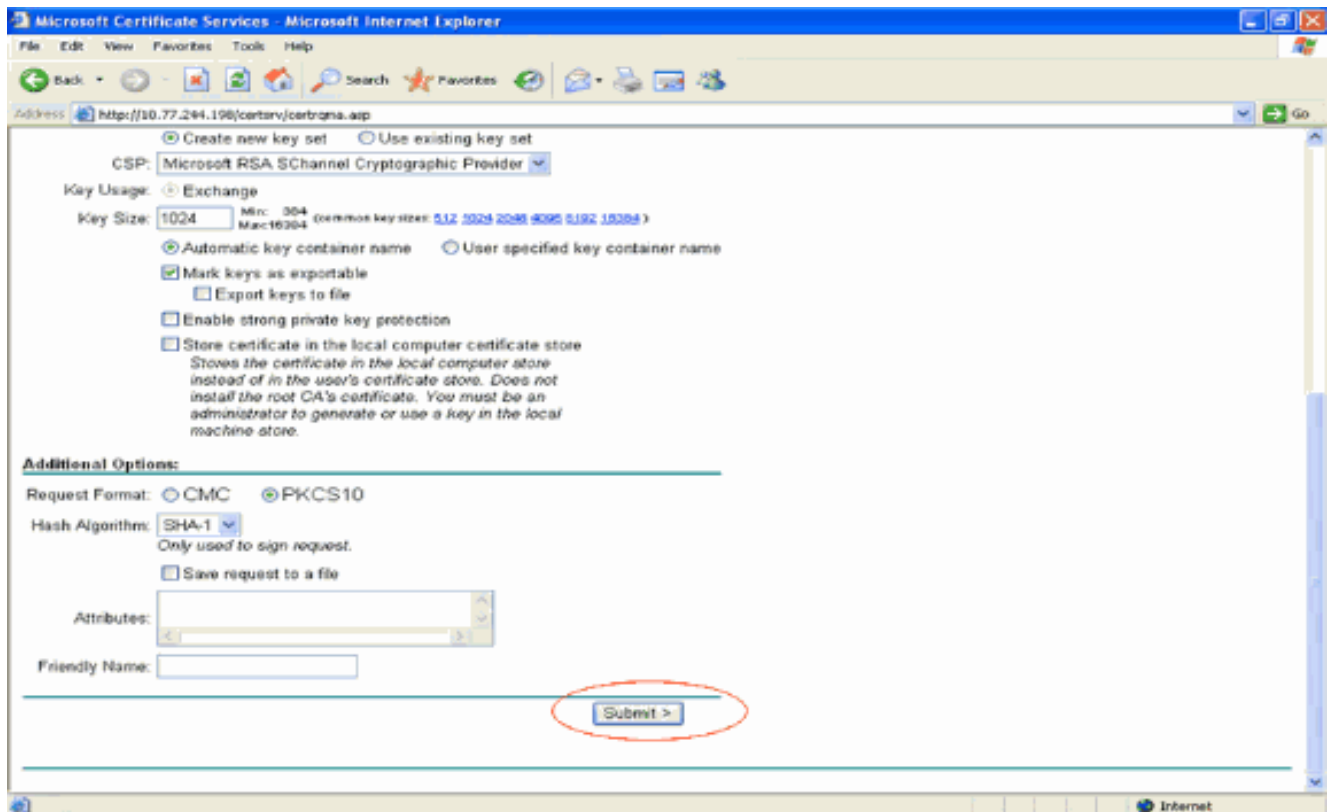 Microsoft Certificate Services - Microsoft Internet Explorer
File Edit View Favorites Tools Help
Back Search Favorites
Address http://10.77.244.198/certsrv/certrqma.asp Go
Create new key set Use existing key set
CSP: Microsoft RSA SChannel Cryptographic Provider
Key Usage: Exchange
Key Size: 1024 Min: 384 (common key sizes: 512 1024 2048 4096 8192 16384 )
Max:16384
Automatic key container name User specified key container name
Mark keys as exportable
Export keys to file
Enable strong private key protection
Store certificate in the local computer certificate store
Stores the certificate in the local computer store
instead of in the user's certificate store. Does not
install the root CA's certificate. You must be an
administrator to generate or use a key in the local
machine store.
Additional Options:
Request Format: CMC PKCS10
Hash Algorithm: SHA-1
Only used to sign request.
Save request to a file
Attributes:
Friendly Name:
Submit >
Internet